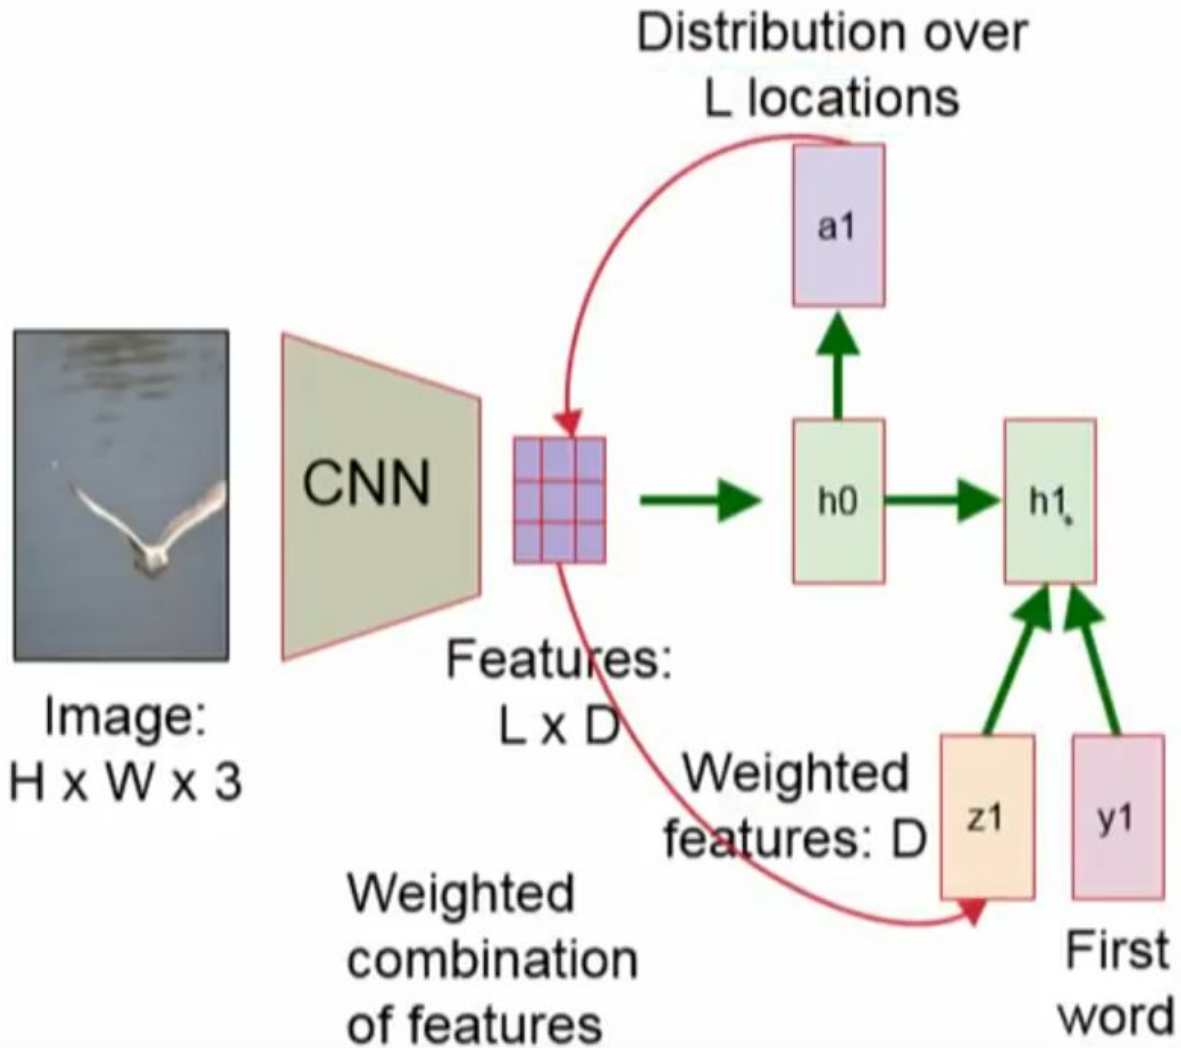 Distribution over
L locations
a1
CNN
h0
h1
Image:
H x W x 3
Features:
L x D
Weighted
features: D
z1
y1
Weighted
combination
of features
First
word